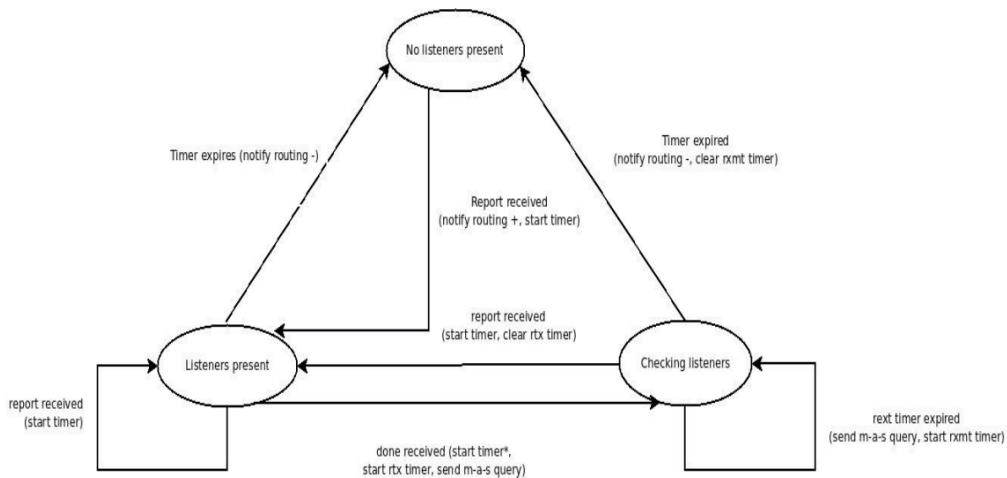 No listeners present
Timer expires (notify routing -)
Timer expired
(notify routing -, clear rxmt timer)
Report received
(notify routing +, start timer)
report received
(start timer, clear rtx timer)
Listeners present
Checking listeners
report received
(start timer)
rext timer expired
(send m-a-s query, start rxmt timer)
done received (start timer*,
start rtx timer, send m-a-s query)